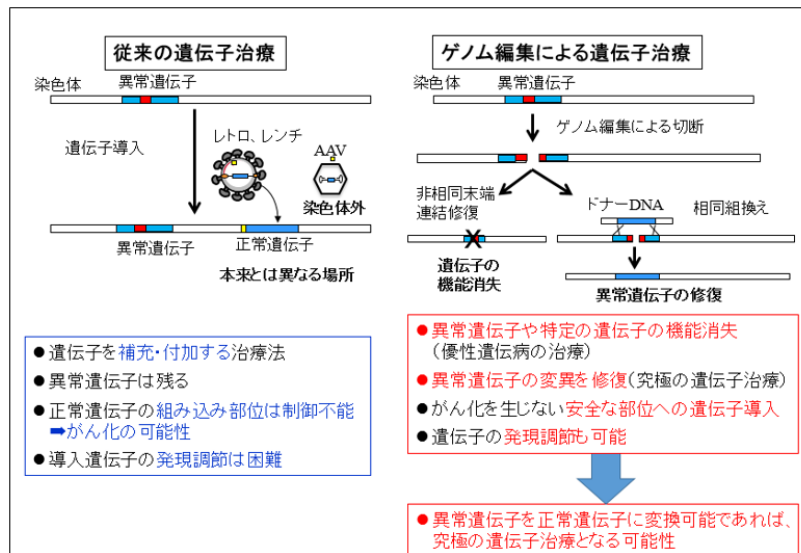 従来の遺伝子治療
染色体
異常遺伝子
遺伝子導入
レトロ、レンチ
AAV
染色体外
異常遺伝子
正常遺伝子
本来とは異なる場所
●遺伝子を補充・付加する治療法
●異常遺伝子は残る
●正常遺伝子の組み込み部位は制御不能
➡がん化の可能性
●導入遺伝子の発現調節は困難
ゲノム編集による遺伝子治療
染色体
異常遺伝子
ゲノム編集による切断
非相同末端
連結修復
ドナーDNA
相同組換え
遺伝子の
機能消失
異常遺伝子の修復
●異常遺伝子や特定の遺伝子の機能消失
(優性遺伝病の治療)
●異常遺伝子の変異を修復(究極の遺伝子治療)
●がん化を生じない安全な部位への遺伝子導入
●遺伝子の発現調節も可能
●異常遺伝子を正常遺伝子に変換可能であれば、
究極の遺伝子治療となる可能性